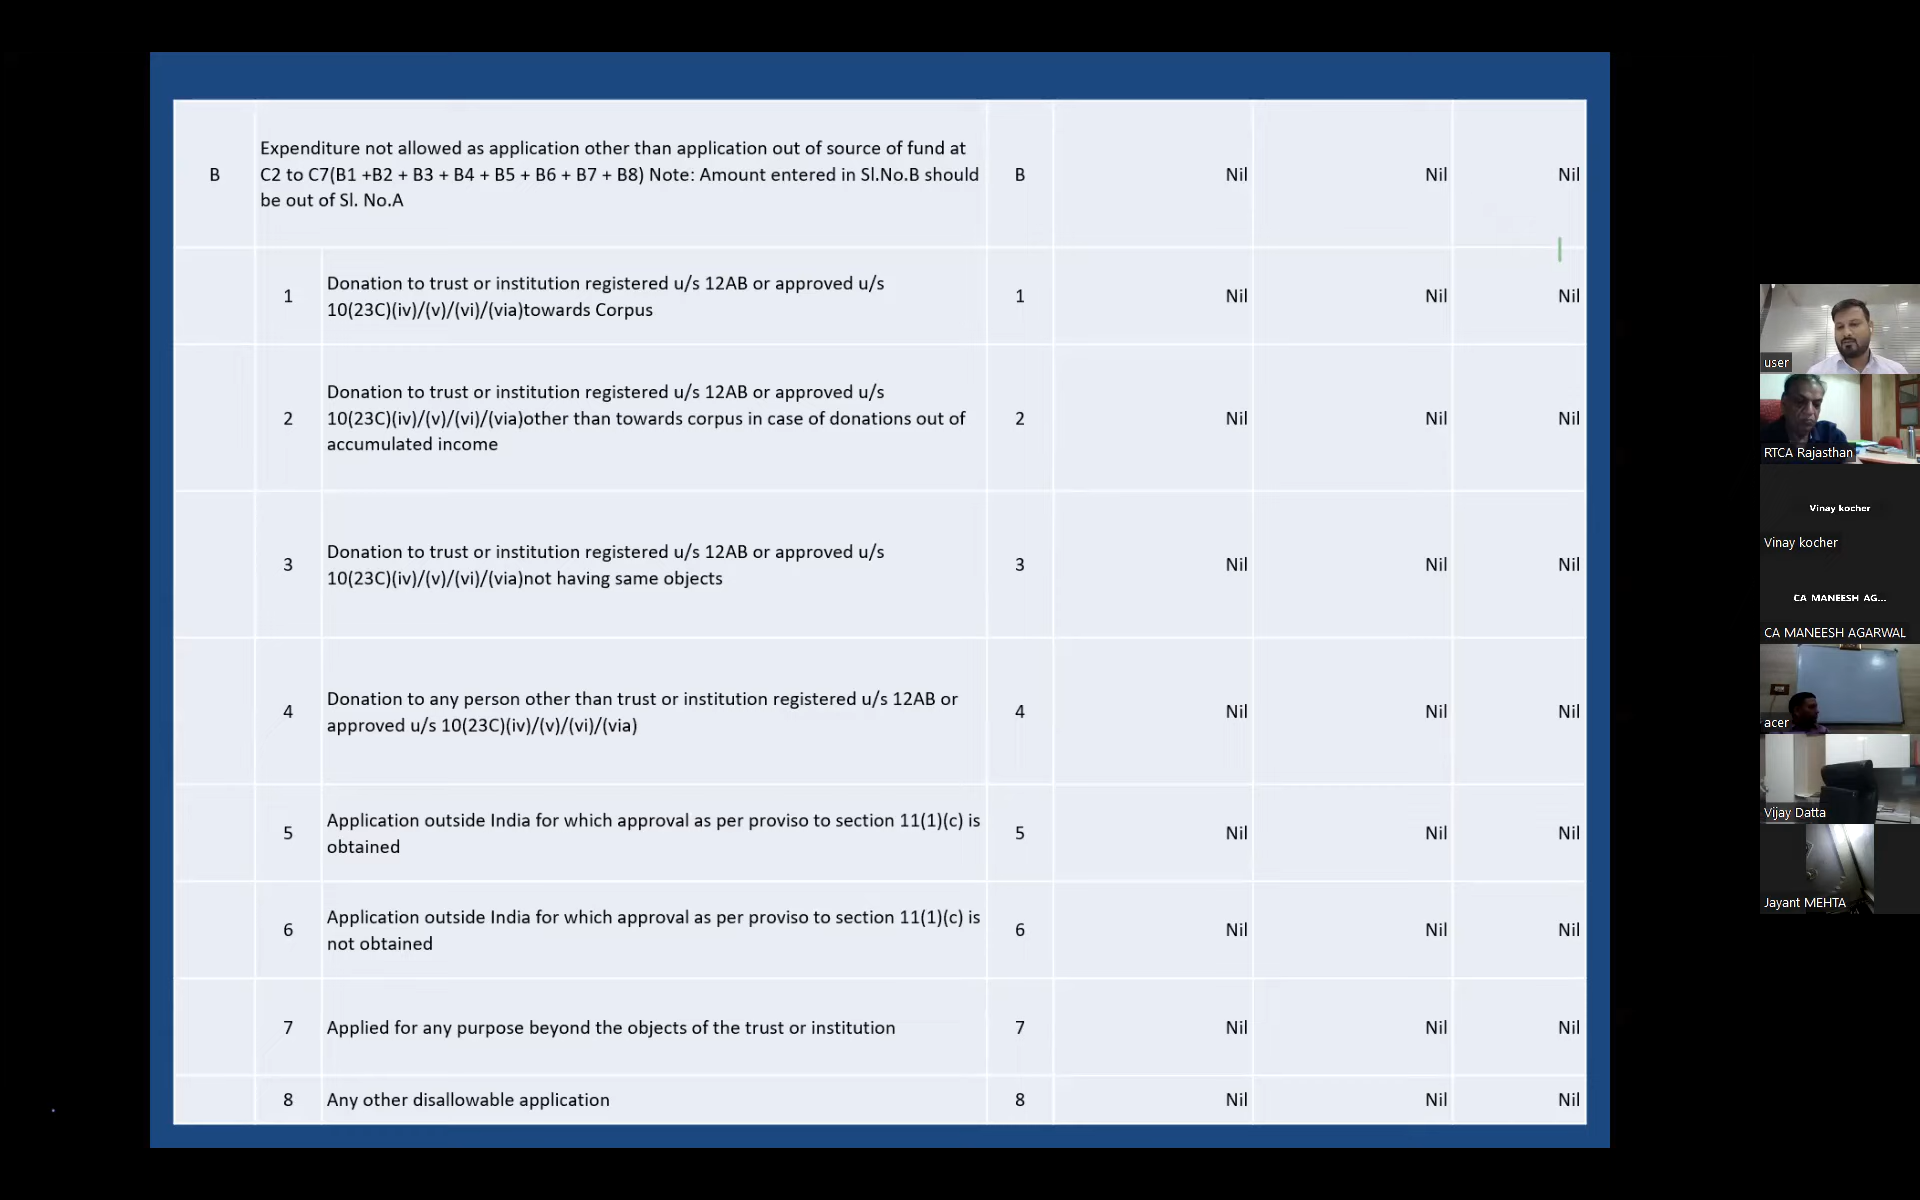 Expenditure not allowed as application other than application out of source of fund at
B C2 to C7(B1 +B2 + B3 + B4 + B5 + B6 + B7 + B8) Note: Amount entered in Sl.No.B should B Nil Nil Nil
be out of Sl. No.A
1 Donation to trust or institution registered u/s 12AB or approved u/s 1 Nil Nil Nil
10(23C)(iv)/(v)/(vi)/(via)towards Corpus
Donation to trust or institution registered u/s 12AB or approved u/s
2 10(23C)(iv)/(v)/(vi)/(via)other than towards corpus in case of donations out of 2 Nil Nil Nil
accumulated income
3 Donation to trust or institution registered u/s 12AB or approved u/s 3 Nil Nil Nil
10(23C)(iv)/(v)/(vi)/(via)not having same objects
4 Donation to any person other than trust or institution registered u/s 12AB or 4 Nil Nil Nil
approved u/s 10(23C)(iv)/(v)/(vi)/(via)
5 Application outside India for which approval as per proviso to section 11(1)(c) is 5 Nil Nil Nil
obtained
6 Application outside India for which approval as per proviso to section 11(1)(c) is 6 Nil Nil Nil
not obtained
7 Applied for any purpose beyond the objects of the trust or institution 7 Nil Nil Nil
8 Any other disallowable application 8 Nil Nil Nil
user
RTCA Rajasthan
Vinay kocher
Vinay kocher
CA MANEESH AG...
CA MANEESH AGARWAL
acer
Vijay Datta
Jayant MEHTA